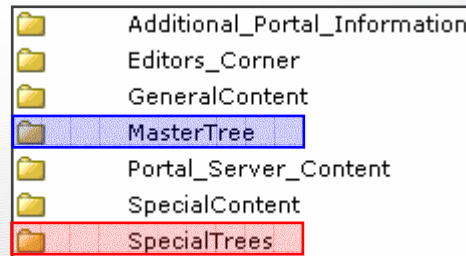 Additional_Portal_Information
Editors_Corner
GeneralContent
MasterTree
Portal_Server_Content
SpecialContent
SpecialTrees